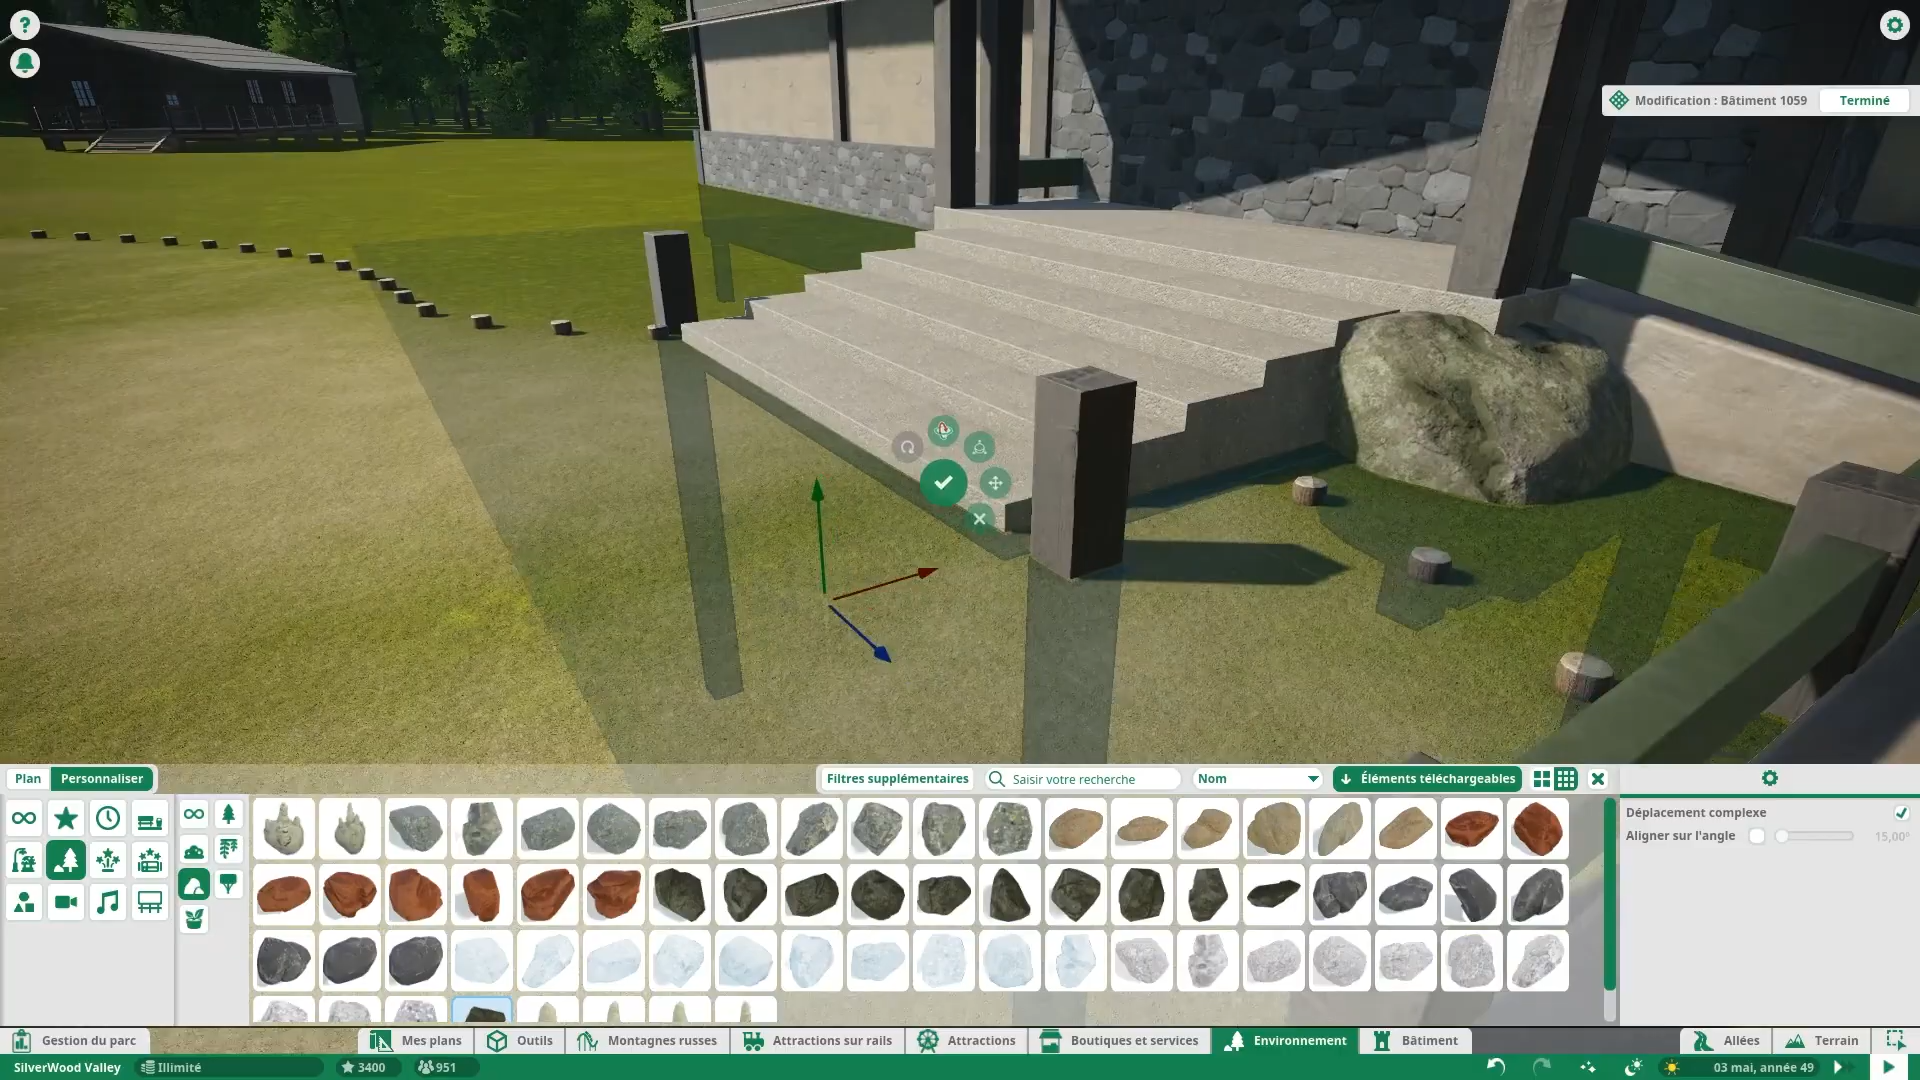 ?
Modification : Bâtiment 1059
Terminé
Plan
Personnaliser
Filtres supplémentaires
Saisir votre recherche
Nom
Éléments téléchargeables
Déplacement complexe
Aligner sur l'angle
15,00°
Gestion du parc
Mes plans
Outils
Montagnes russes
Attractions sur rails
Attractions
Boutiques et services
Environnement
Bâtiment
Allées
Terrain
SilverWood Valley
Illimité
3400
951
03 mai, année 49